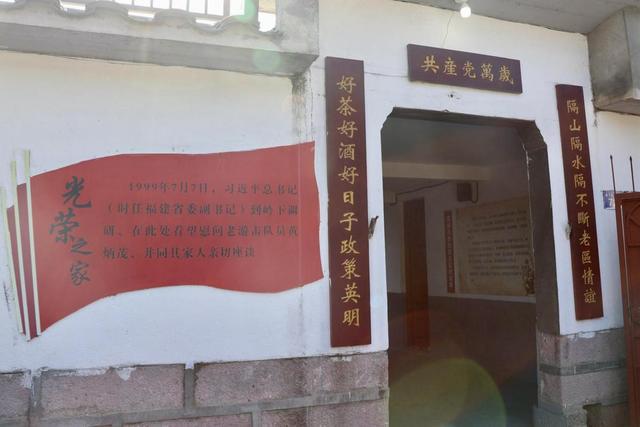 共産党萬歲
好茶好酒好日子政策英明
隔山隔水隔不斷老區情誼
光荣之家
1999年7月7日，习近平总书记
（时任福建省委副书记）到岭下调
研、在此处看望慰问老游击队员黄
炳茂、并同其家人亲切座谈